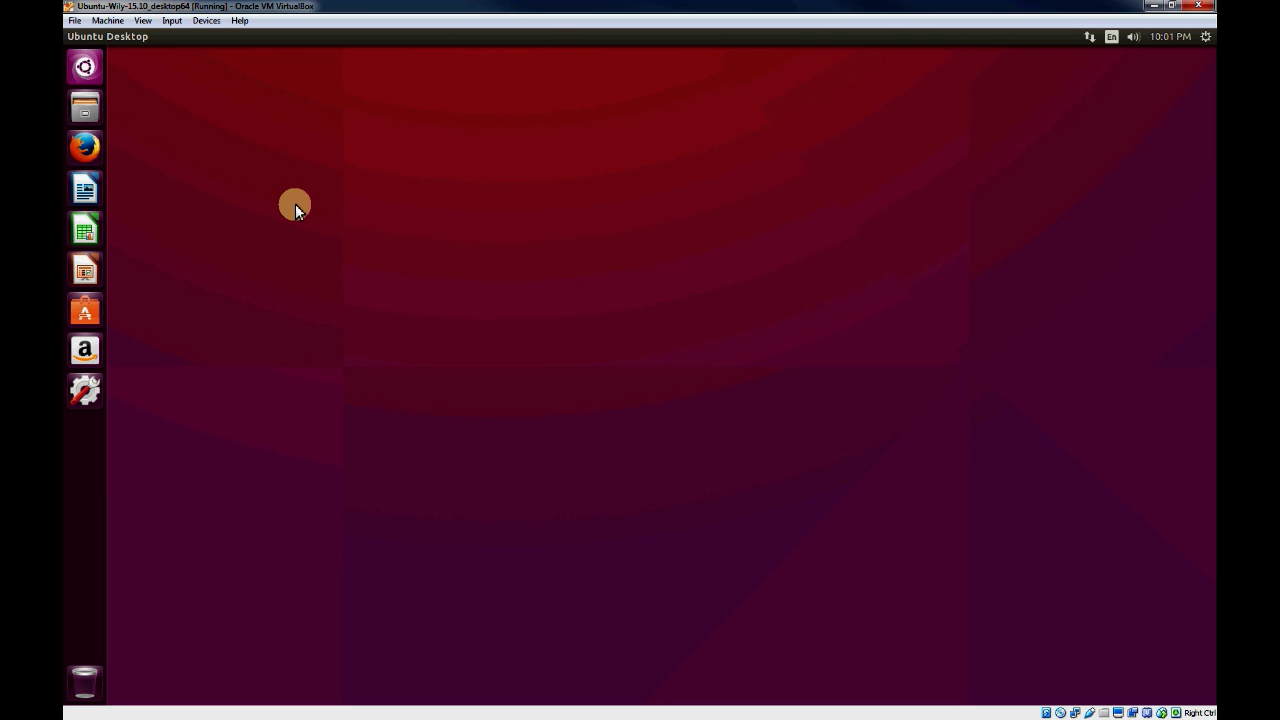 Ubuntu-Wily-15.10_desktop64 [Running] - Oracle VM VirtualBox
File Machine View Input Devices Help
Ubuntu Desktop
En 10:01 PM
A
a
Right Ctrl